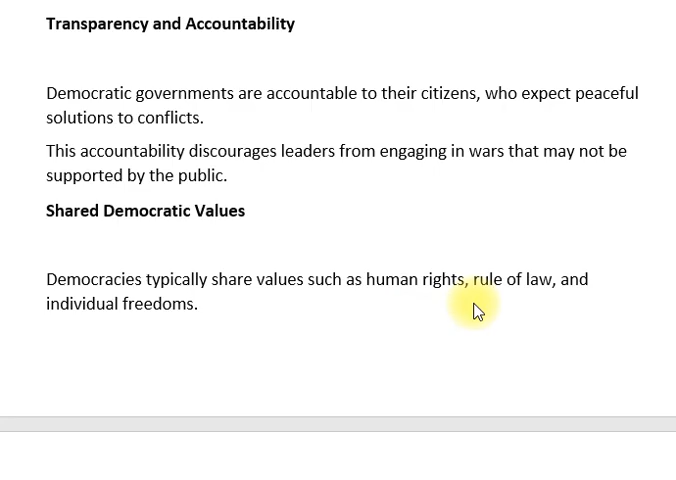 Transparency and Accountability
Democratic governments are accountable to their citizens, who expect peaceful
solutions to conflicts.
This accountability discourages leaders from engaging in wars that may not be
supported by the public.
Shared Democratic Values
Democracies typically share values such as human rights, rule of law, and
individual freedoms.